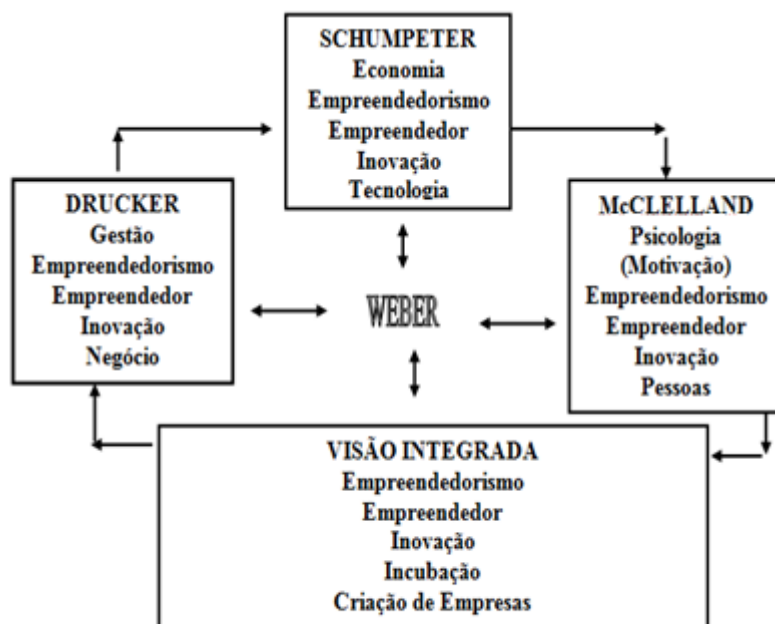 SCHUMPETER
Economia
Empreendedorismo
Empreendedor
Inovação
Tecnologia
DRUCKER
Gestão
Empreendedorismo
Empreendedor
Inovação
Negócio
WEBER
McCLELLAND
Psicologia
(Motivação)
Empreendedorismo
Empreendedor
Inovação
Pessoas
VISÃO INTEGRADA
Empreendedorismo
Empreendedor
Inovação
Incubação
Criação de Empresas